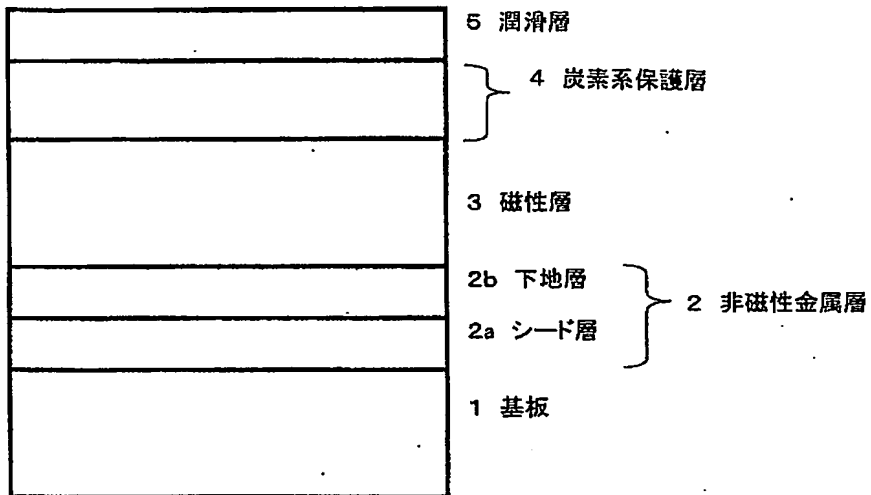 5 潤滑層
4 炭素系保護層
3 磁性層
2b 下地層
2 非磁性金属層
2a シード層
1 基板